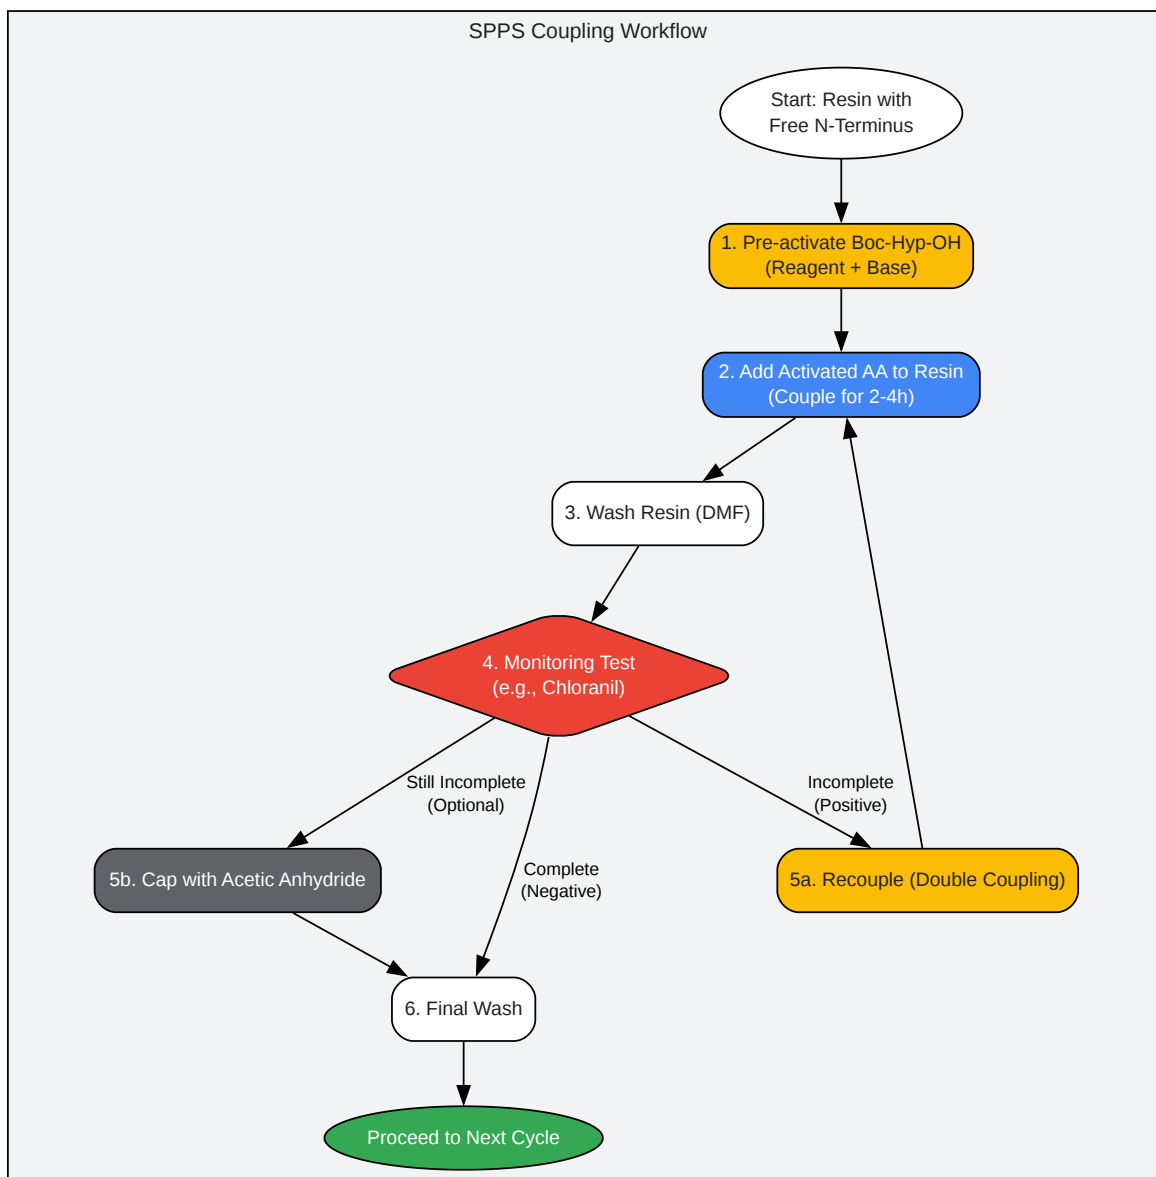 SPPS Coupling Workflow
Start: Resin with
Free N-Terminus
1. Pre-activate Boc-Hyp-OH
(Reagent + Base)
2. Add Activated AA to Resin
(Couple for 2-4h)
3. Wash Resin (DMF)
4. Monitoring Test
(e.g., Chloranil)
Still Incomplete
(Optional)
Incomplete
(Positive)
Complete
(Negative)
5b. Cap with Acetic Anhydride
5a. Recouple (Double Coupling)
6. Final Wash
Proceed to Next Cycle